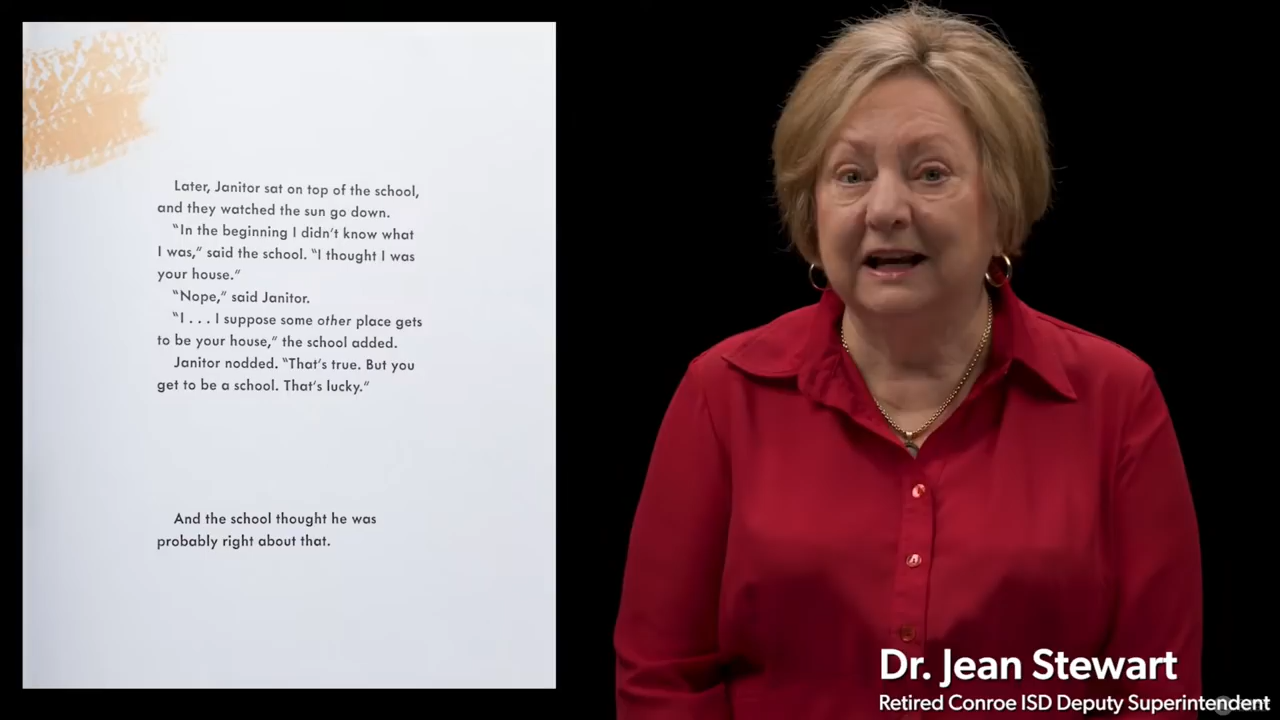 Later, Janitor sat on top of the school,
and they watched the sun go down.
“In the beginning I didn’t know what
I was,” said the school. “I thought I was
your house.”
“Nope,” said Janitor.
“I . . . I suppose some other place gets
to be your house,” the school added.
Janitor nodded. “That’s true. But you
get to be a school. That’s lucky.”
And the school thought he was
probably right about that.
Dr. Jean Stewart
Retired Conroe ISD Deputy Superintendent